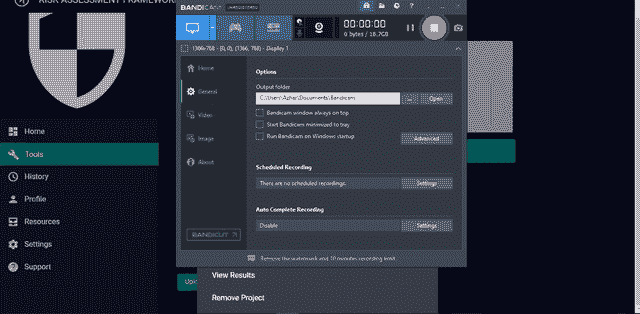 RISK ASSESSMENT FRAMEWORK
BANDICAM
00:00:00
0 bytes / 10.7GB
1366x768 - (0, 0), (1366, 768) - Display 1
Home
General
Video
Image
About
BANDICUT
Options
Output folder
C:\Users\Azhar\Documents\Bandicam
...
Open
Bandicam window always on top
Start Bandicam minimized to tray
Run Bandicam on Windows startup
Advanced
Scheduled Recording
There are no scheduled recordings.
Settings
Auto Complete Recording
Disable
Settings
Remove the watermark and 10 minutes recording limit
Home
Tools
History
Profile
Resources
Settings
Support
View Results
Remove Project